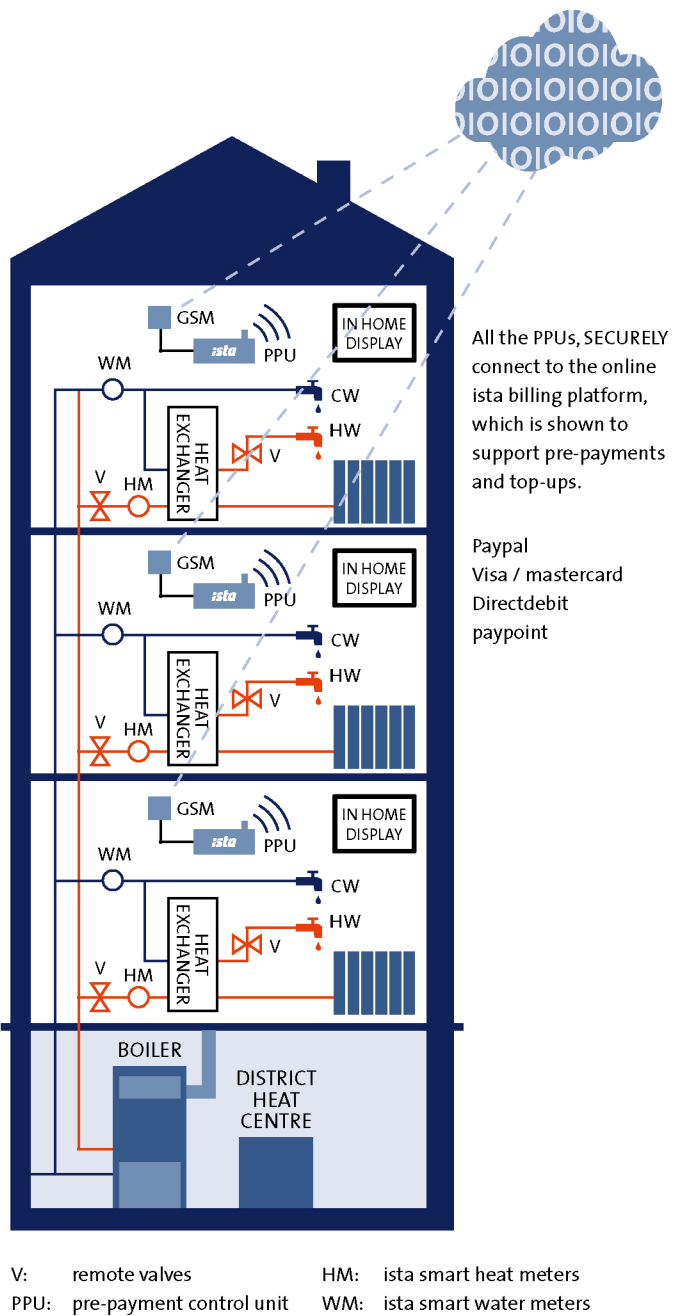 IOIOIO
GSM
ista
PPU
IN HOME
DISPLAY
WM
CW
HW
V
HM
HEAT
EXCHANGER
V
All the PPUs, SECURELY
connect to the online
ista billing platform,
which is shown to
support pre-payments
and top-ups.
Paypal
Visa / mastercard
Directdebit
paypoint
GSM
ista
PPU
IN HOME
DISPLAY
WM
CW
HW
V
HM
HEAT
EXCHANGER
V
GSM
ista
PPU
IN HOME
DISPLAY
WM
CW
HW
V
HM
HEAT
EXCHANGER
V
BOILER
DISTRICT
HEAT
CENTRE
V: remote valves
HM: ista smart heat meters
PPU: pre-payment control unit
WM: ista smart water meters